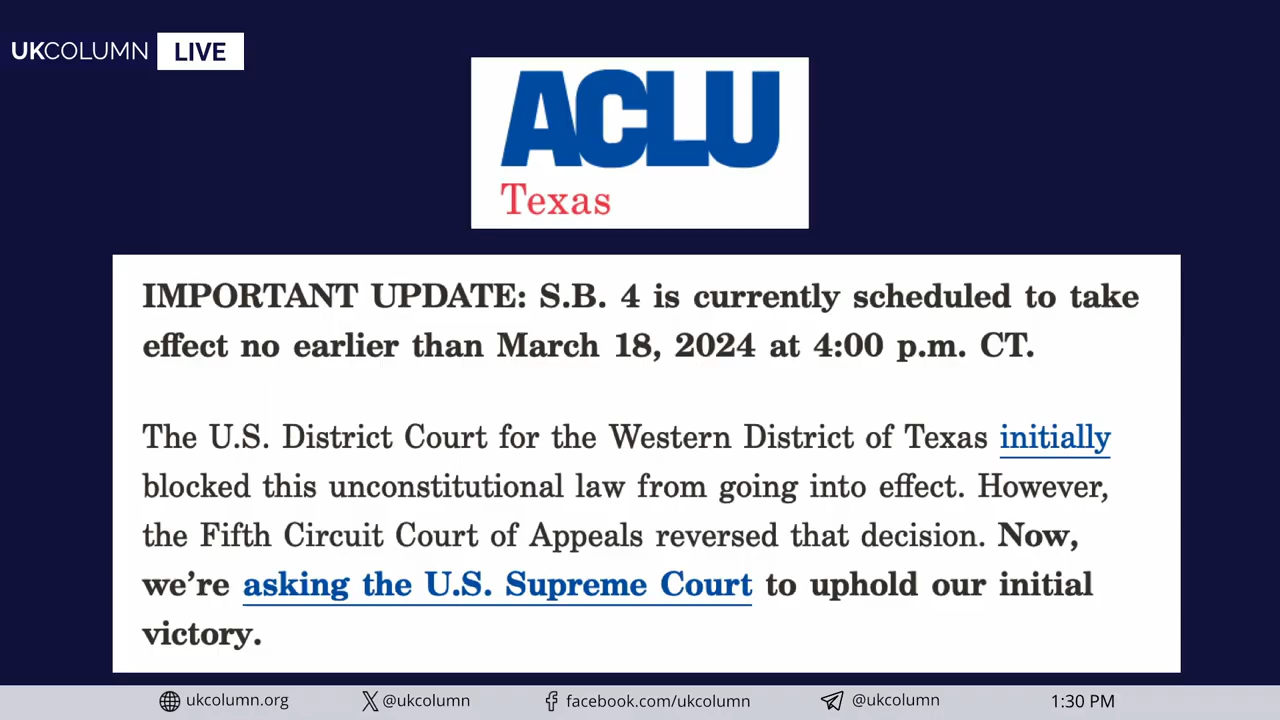 UKCOLUMN LIVE
ACLU
Texas
IMPORTANT UPDATE: S.B. 4 is currently scheduled to take
effect no earlier than March 18, 2024 at 4:00 p.m. CT.
The U.S. District Court for the Western District of Texas initially
blocked this unconstitutional law from going into effect. However,
the Fifth Circuit Court of Appeals reversed that decision. Now,
we’re asking the U.S. Supreme Court to uphold our initial
victory.
ukcolumn.org @ukcolumn facebook.com/ukcolumn @ukcolumn 1:30 PM